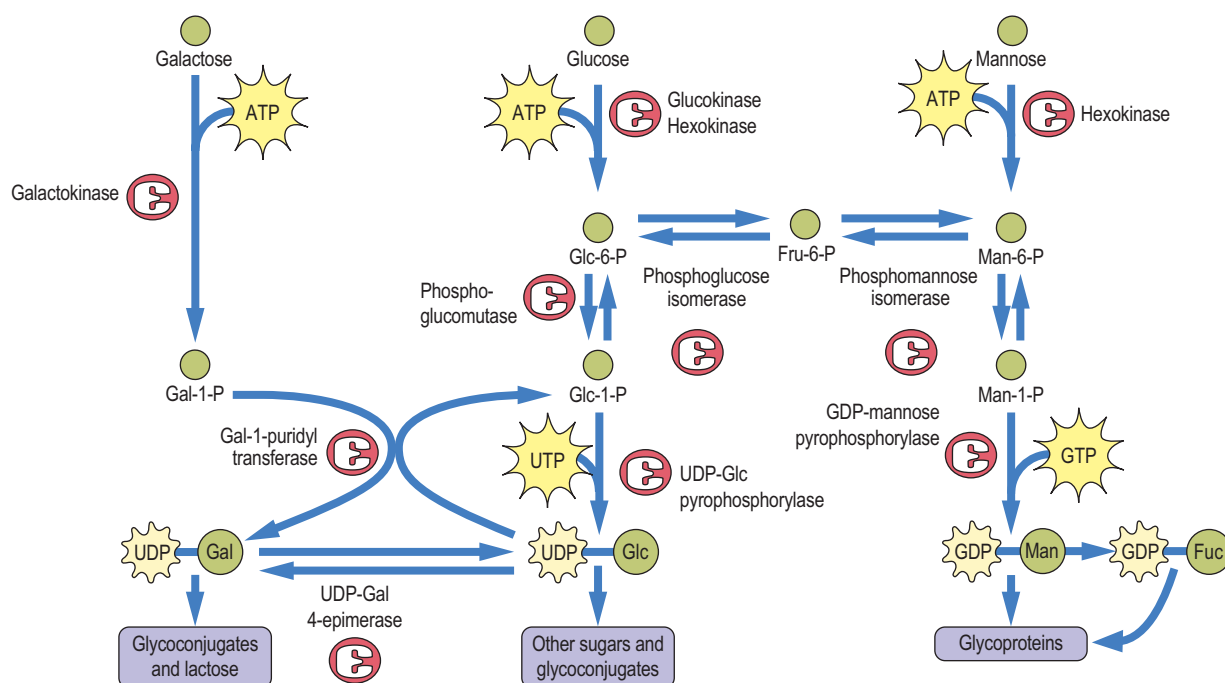 Galactose
Glucose
Mannose
ATP
ATP
Glucokinase
Hexokinase
ATP
Hexokinase
Galactokinase
Glc-6-P
Fru-6-P
Man-6-P
Phospho-
glucomutase
Phosphoglucose
isomerase
Phosphomannose
isomerase
Gal-1-P
Glc-1-P
Man-1-P
Gal-1-puridyl
transferase
UTP
UDP-Glc
pyrophosphorylase
GDP-mannose
pyrophosphorylase
GTP
UDP
Gal
UDP
Glc
GDP
Man
GDP
Fuc
UDP-Gal
4-epimerase
Glycoconjugates
and lactose
Other sugars and
glycoconjugates
Glycoproteins